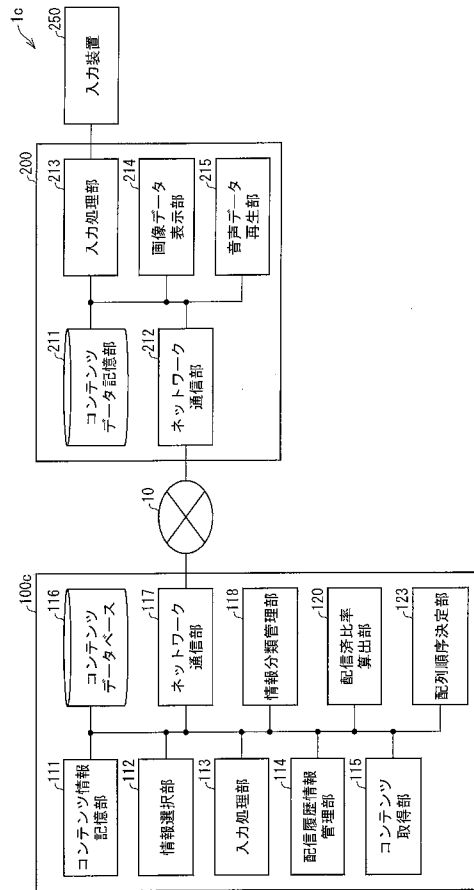 1c
100c
111
コンテンツ情報
記憶部
112
情報選択部
113
入力処理部
114
配信履歴情報
管理部
115
コンテンツ
取得部
116
コンテンツ
データベース
117
ネットワーク
通信部
118
情報分類管理部
120
配信済比率
算出部
123
配列順序決定部
10
200
211
コンテンツ
データ記憶部
212
ネットワーク
通信部
213
入力処理部
214
画像データ
表示部
215
音声データ
再生部
250
入力装置